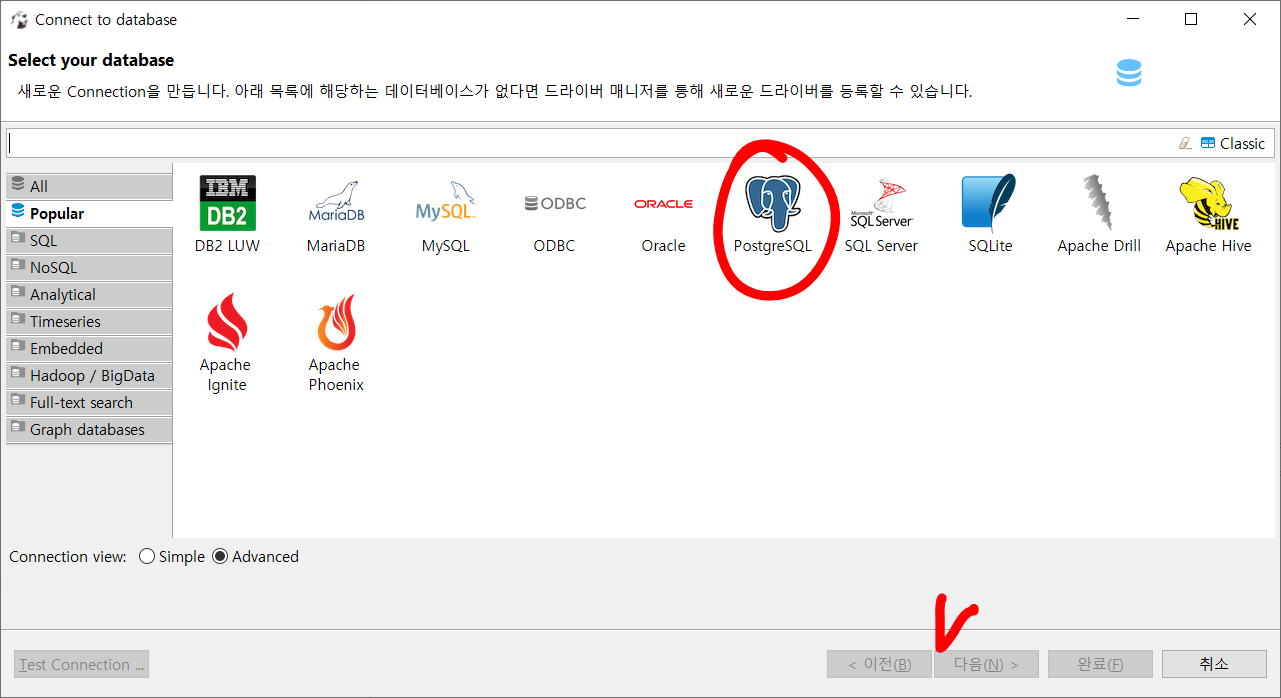 Connect to database
Select your database
새로운 Connection을 만듭니다. 아래 목록에 해당하는 데이터베이스가 없다면 드라이버 매니저를 통해 새로운 드라이버를 등록할 수 있습니다.
Classic
All
Popular
SQL
NoSQL
Analytical
Timeseries
Embedded
Hadoop / BigData
Full-text search
Graph databases
IBM
DB2
DB2 LUW
MariaDB
MariaDB
MySQL
MySQL
ODBC
ODBC
ORACLE
Oracle
PostgreSQL
Microsoft
SQL Server
SQL Server
SQLite
Apache Drill
HIVE
Apache Hive
Apache
Ignite
Apache
Phoenix
Connection view: Simple Advanced
Test Connection ...
< 이전(B)
다음(N) >
완료(F)
취소